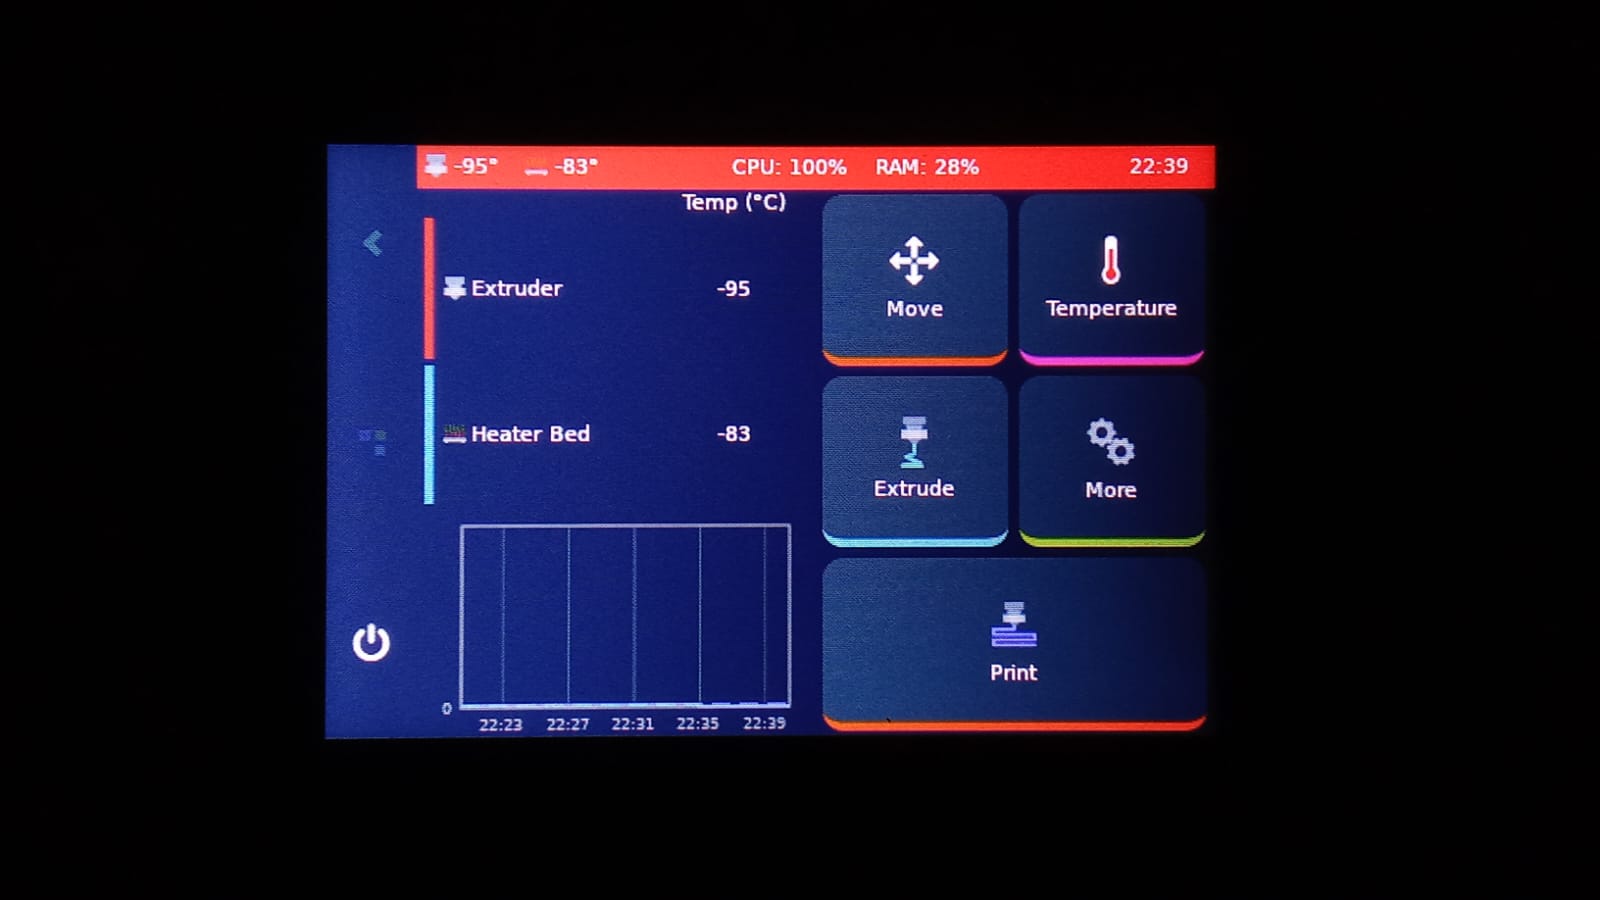 -95° -83° CPU: 100% RAM: 28% 22:39
Temp (°C)
Extruder -95
Heater Bed -83
0
22:23 22:27 22:31 22:35 22:39
Move
Temperature
Extrude
More
Print